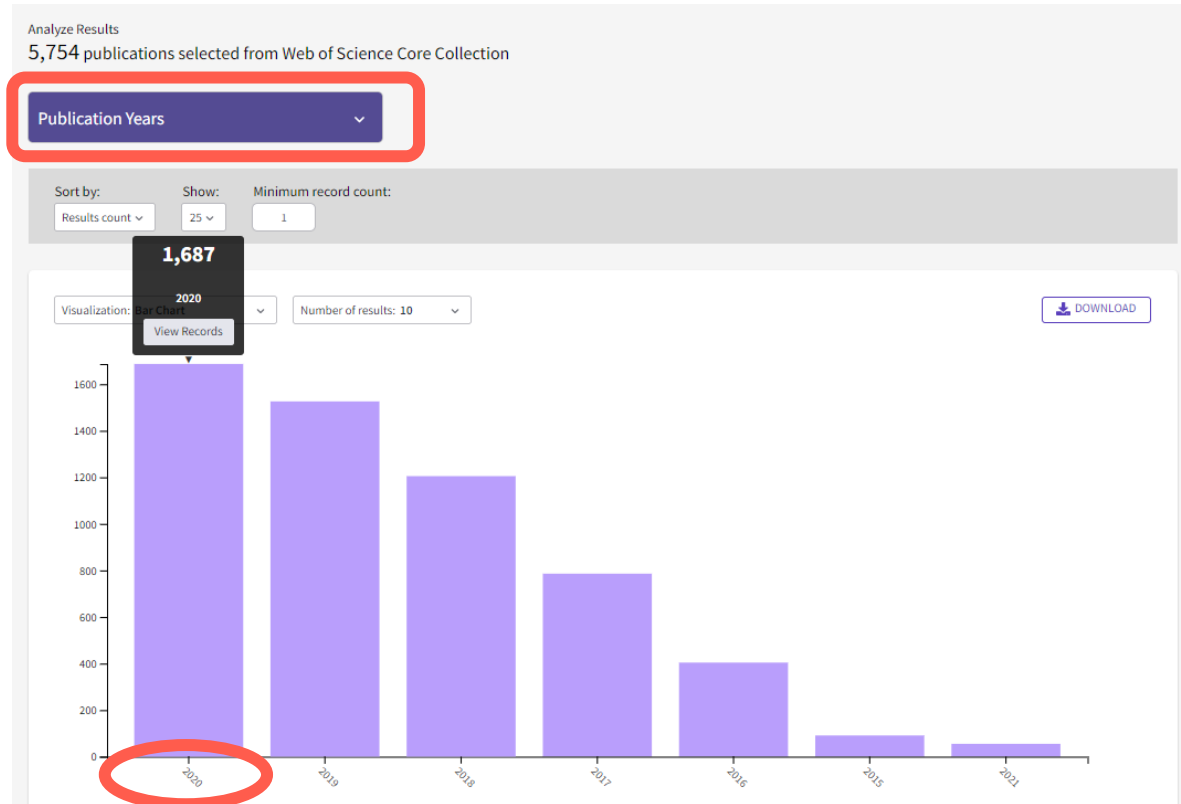 Analyze Results
5,754 publications selected from Web of Science Core Collection
Publication Years
Sort by: Show: Minimum record count:
Results count 25 1
1,687
2020
View Records
Visualization: Bar Chart Number of results: 10 DOWNLOAD
1600
1400
1200
1000
800
600
400
200
0
2020 2019 2018 2017 2016 2015 2021